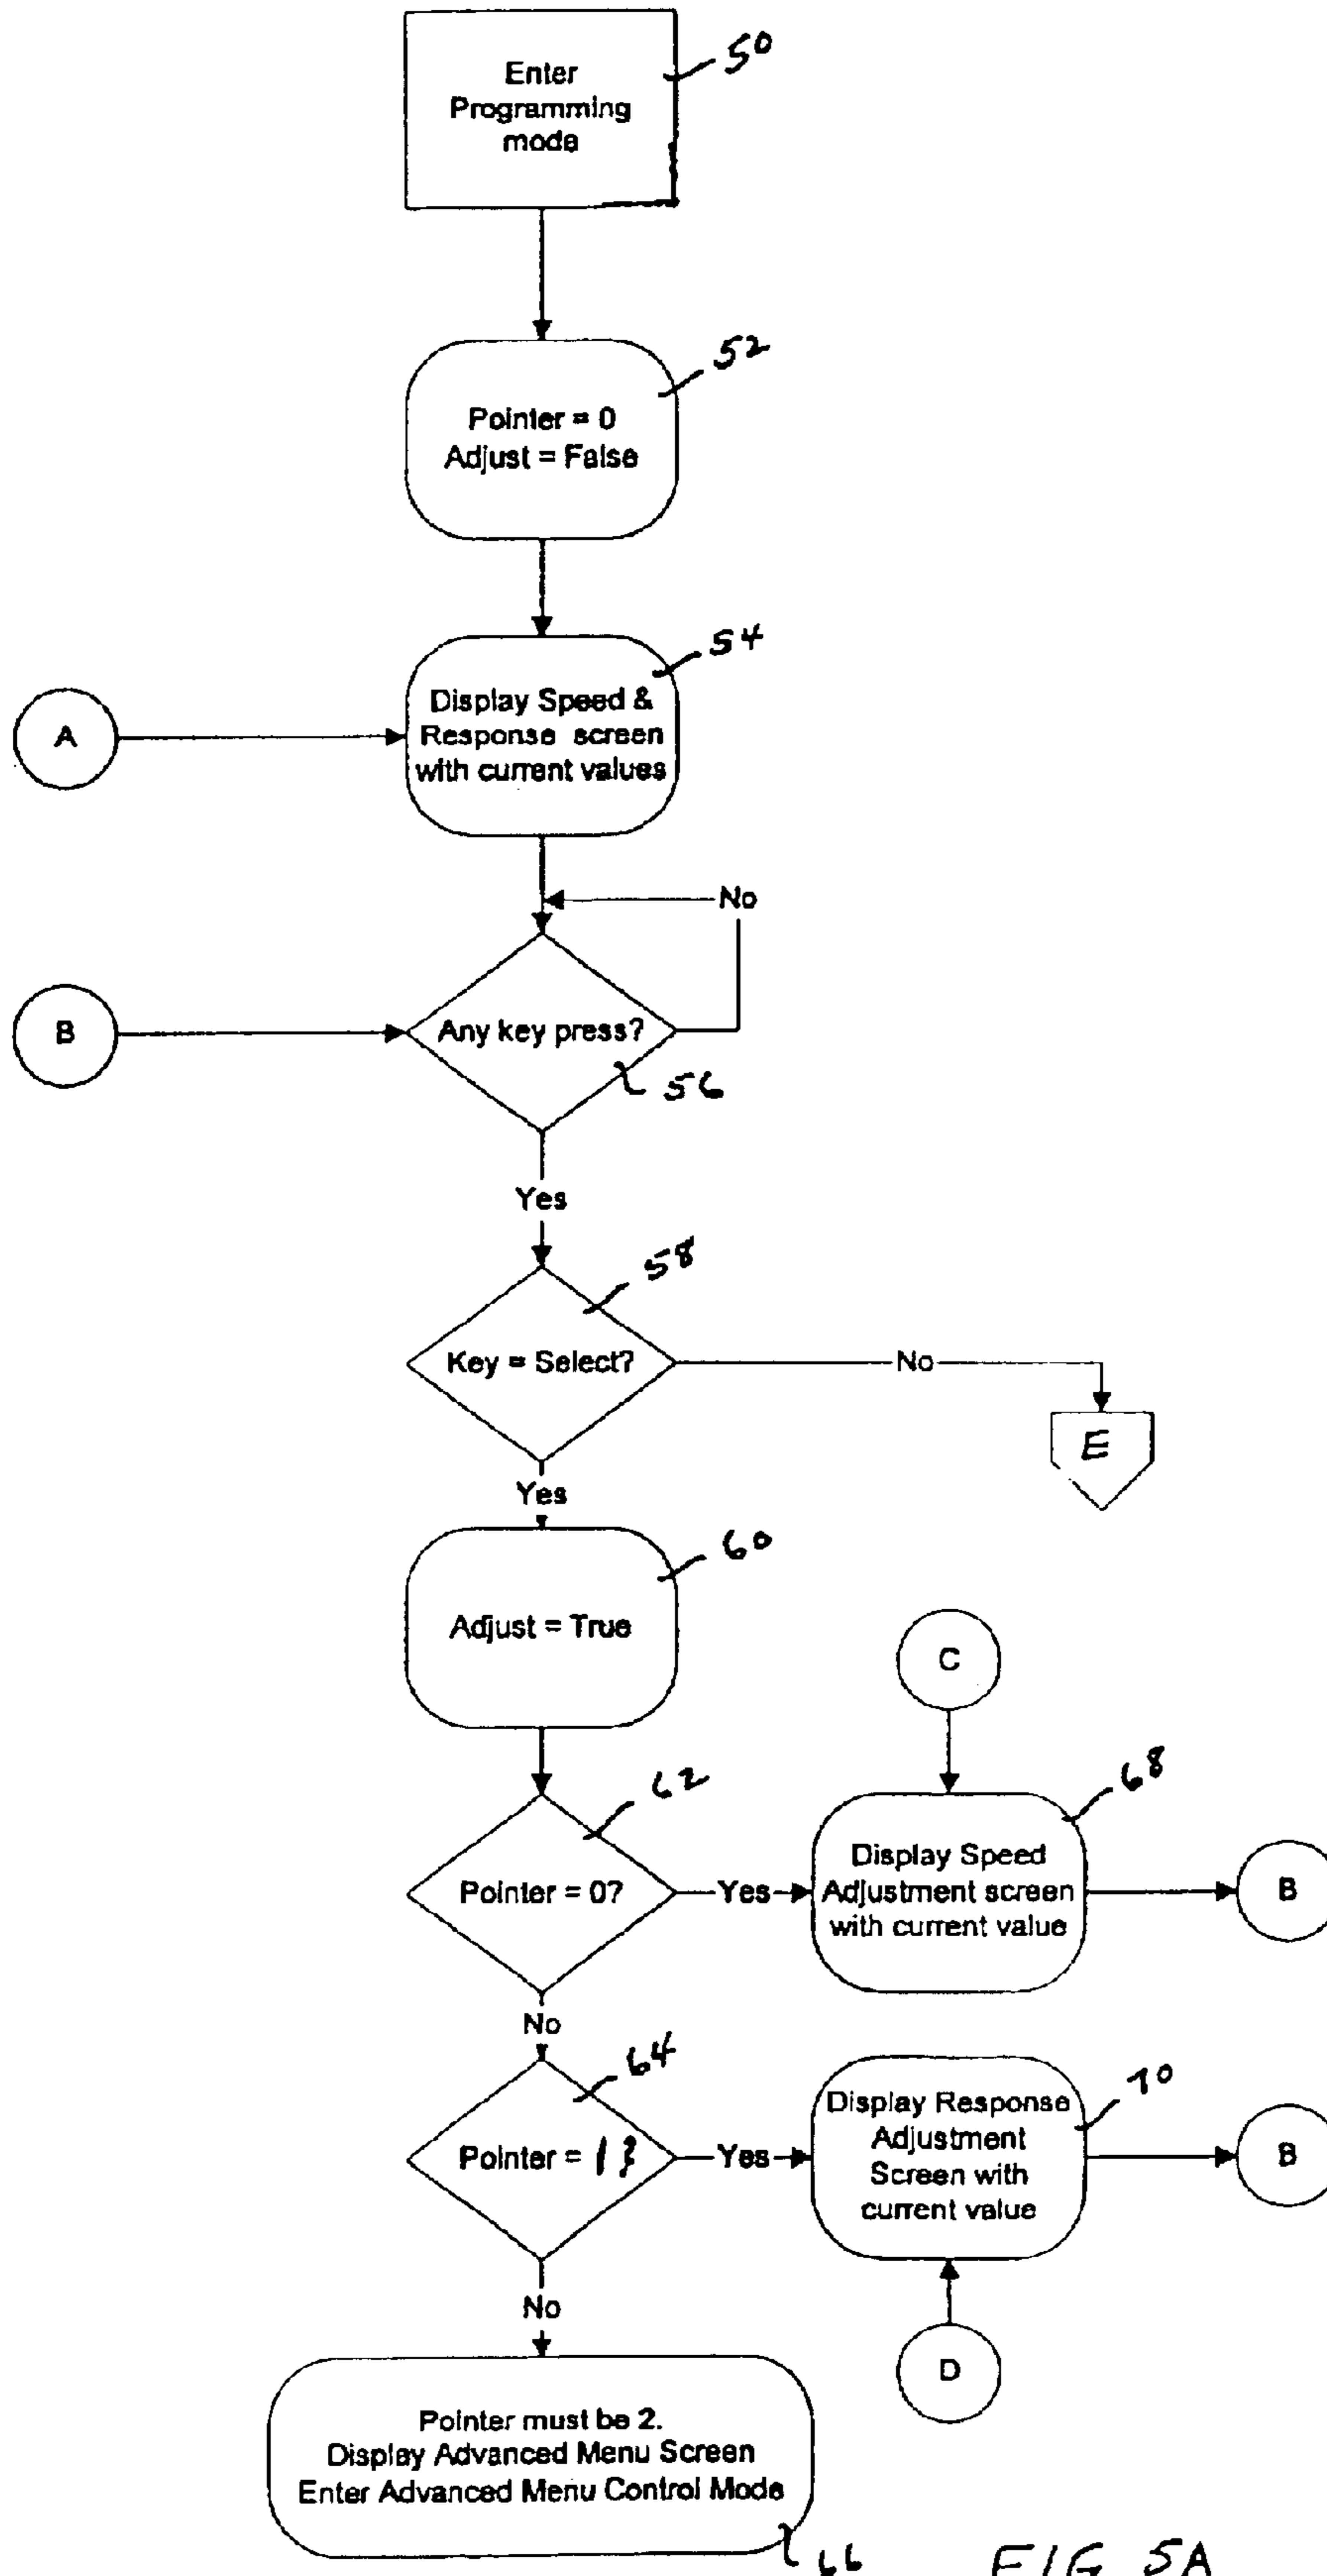 Enter
Programming
mode
50
Pointer = 0
Adjust = False
52
Display Speed &
Response screen
with current values
54
A
No
Any key press?
56
B
Yes
Key = Select?
58
No
E
Yes
Adjust = True
60
C
Pointer = 0?
62
Yes
Display Speed
Adjustment screen
with current value
68
B
No
Pointer = 1?
64
Yes
Display Response
Adjustment
Screen with
current value
70
B
No
D
Pointer must be 2.
Display Advanced Menu Screen
Enter Advanced Menu Control Mode
66
FIG 5A